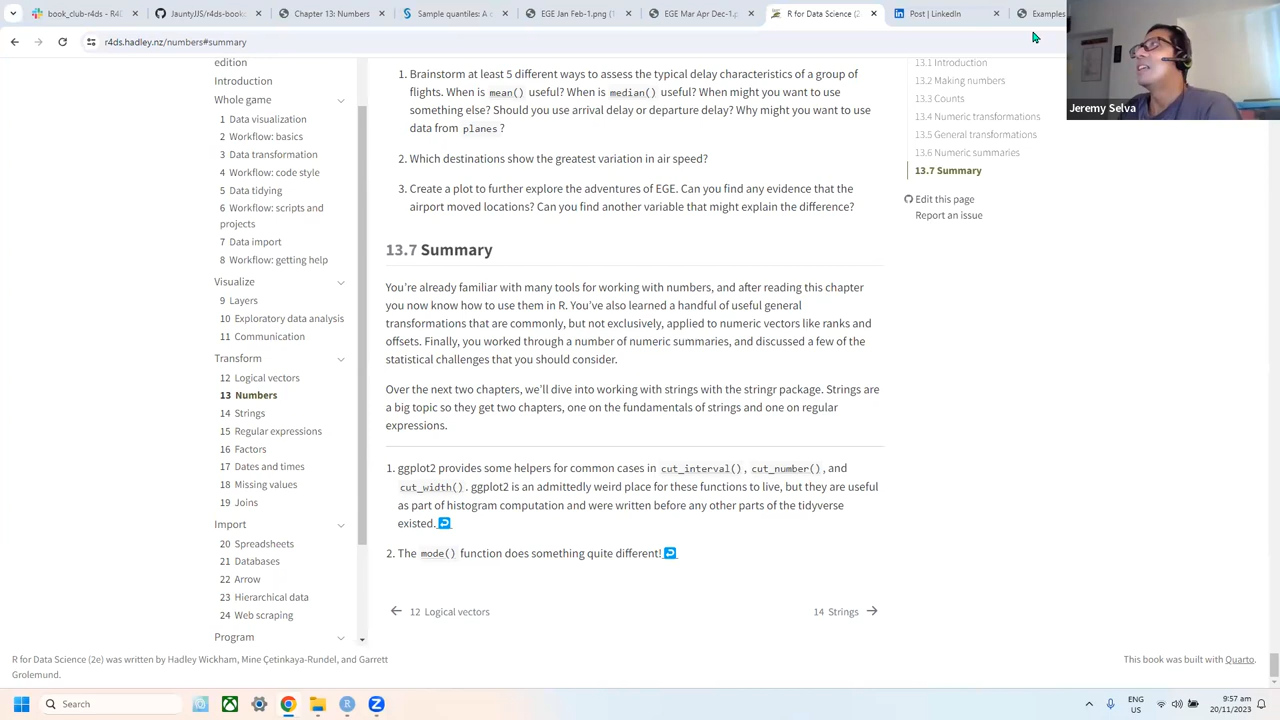 book_club-r4ds
JauntyJIS/r4ds-book
Chapter 13: Numbers
Sample quantiles: A c
EGE Jan Feb-1.png (1
EGE Mar Apr Dec-1.p
R for Data Science (2
Post | LinkedIn
Examples
r4ds.hadley.nz/numbers#summary
Jeremy Selva
edition
Introduction
Whole game
1 Data visualization
2 Workflow: basics
3 Data transformation
4 Workflow: code style
5 Data tidying
6 Workflow: scripts and
projects
7 Data import
8 Workflow: getting help
Visualize
9 Layers
10 Exploratory data analysis
11 Communication
Transform
12 Logical vectors
13 Numbers
14 Strings
15 Regular expressions
16 Factors
17 Dates and times
18 Missing values
19 Joins
Import
20 Spreadsheets
21 Databases
22 Arrow
23 Hierarchical data
24 Web scraping
Program
1. Brainstorm at least 5 different ways to assess the typical delay characteristics of a group of
flights. When is mean() useful? When is median() useful? When might you want to use
something else? Should you use arrival delay or departure delay? Why might you want to use
data from planes?
2. Which destinations show the greatest variation in air speed?
3. Create a plot to further explore the adventures of EGE. Can you find any evidence that the
airport moved locations? Can you find another variable that might explain the difference?
13.7 Summary
You're already familiar with many tools for working with numbers, and after reading this chapter
you now know how to use them in R. You've also learned a handful of useful general
transformations that are commonly, but not exclusively, applied to numeric vectors like ranks and
offsets. Finally, you worked through a number of numeric summaries, and discussed a few of the
statistical challenges that you should consider.
Over the next two chapters, we'll dive into working with strings with the stringr package. Strings are
a big topic so they get two chapters, one on the fundamentals of strings and one on regular
expressions.
1. ggplot2 provides some helpers for common cases in cut_interval(), cut_number(), and
cut_width(). ggplot2 is an admittedly weird place for these functions to live, but they are useful
as part of histogram computation and were written before any other parts of the tidyverse
existed.
2. The mode() function does something quite different!
12 Logical vectors
14 Strings
13.1 Introduction
13.2 Making numbers
13.3 Counts
13.4 Numeric transformations
13.5 General transformations
13.6 Numeric summaries
13.7 Summary
Edit this page
Report an issue
R for Data Science (2e) was written by Hadley Wickham, Mine Çetinkaya-Rundel, and Garrett
Grolemund.
This book was built with Quarto.
Search
ENG
US
9:57 am
20/11/2023